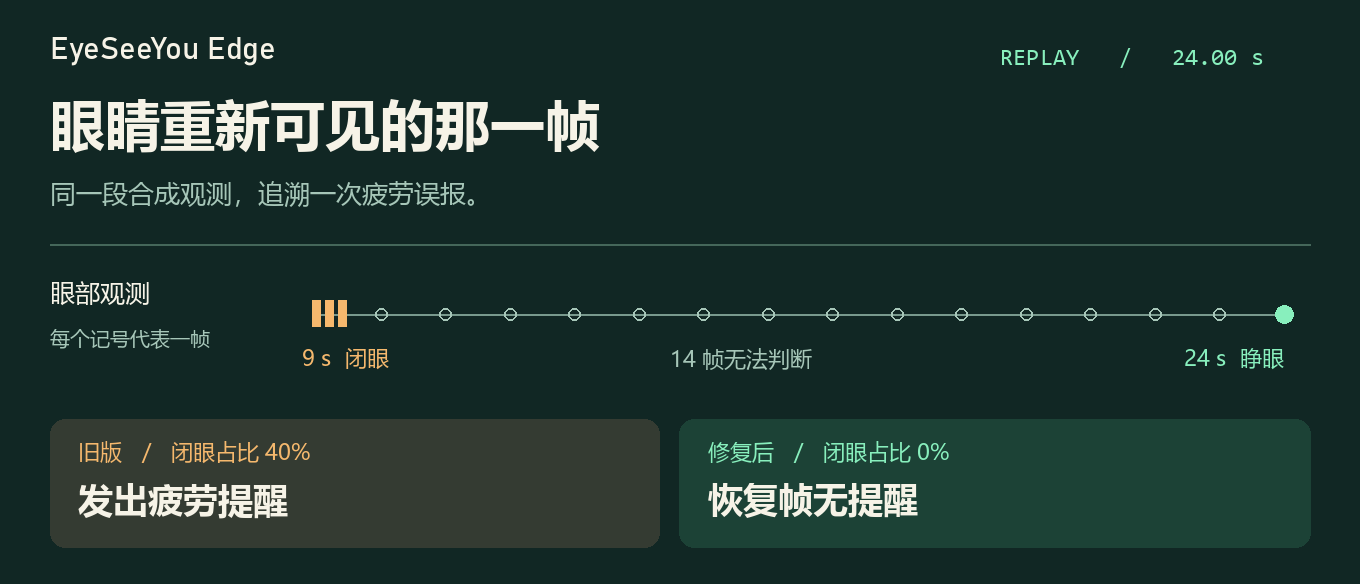 EyeSeeYou Edge
REPLAY / 24.00 s
眼睛重新可见的那一帧
同一段合成观测，追溯一次疲劳误报。
眼部观测
每个记号代表一帧
9 s 闭眼
14 帧无法判断
24 s 睁眼
旧版 / 闭眼占比 40%
发出疲劳提醒
修复后 / 闭眼占比 0%
恢复帧无提醒